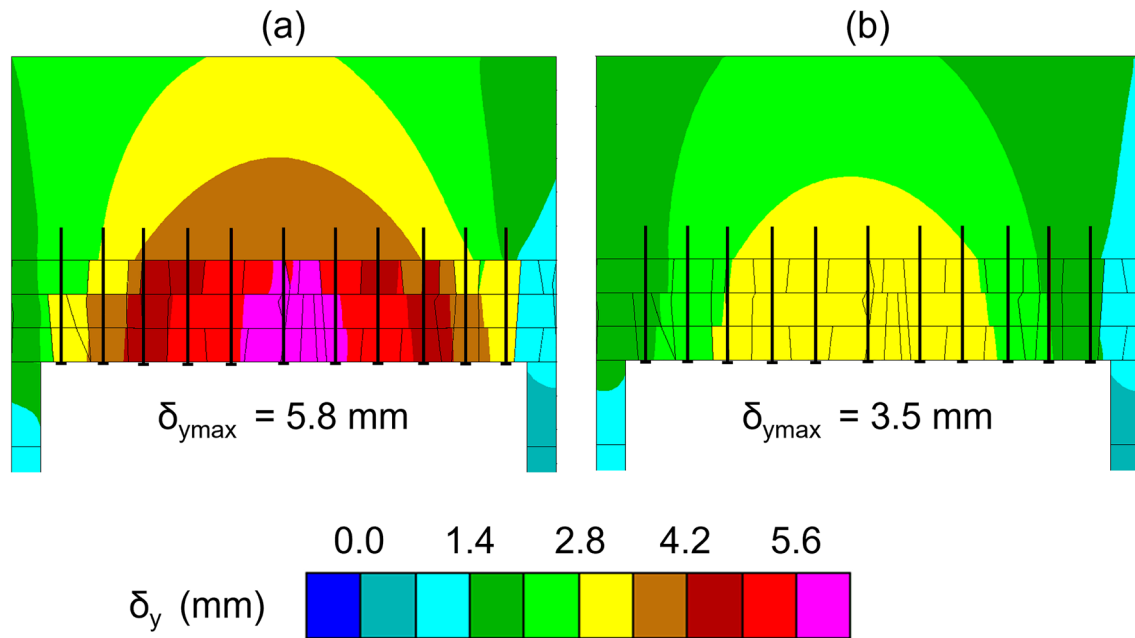 (a) (b)
δymax = 5.8 mm δymax = 3.5 mm
0.0 1.4 2.8 4.2 5.6
δy (mm)